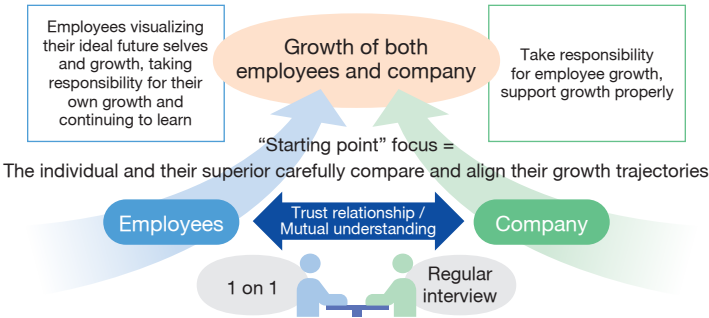 Employees visualizing
their ideal future selves
and growth, taking
responsibility for their
own growth and
continuing to learn
Growth of both
employees and company
Take responsibility
for employee growth,
support growth properly
“Starting point” focus =
The individual and their superior carefully compare and align their growth trajectories
Employees
Trust relationship /
Mutual understanding
Company
1 on 1
Regular
interview